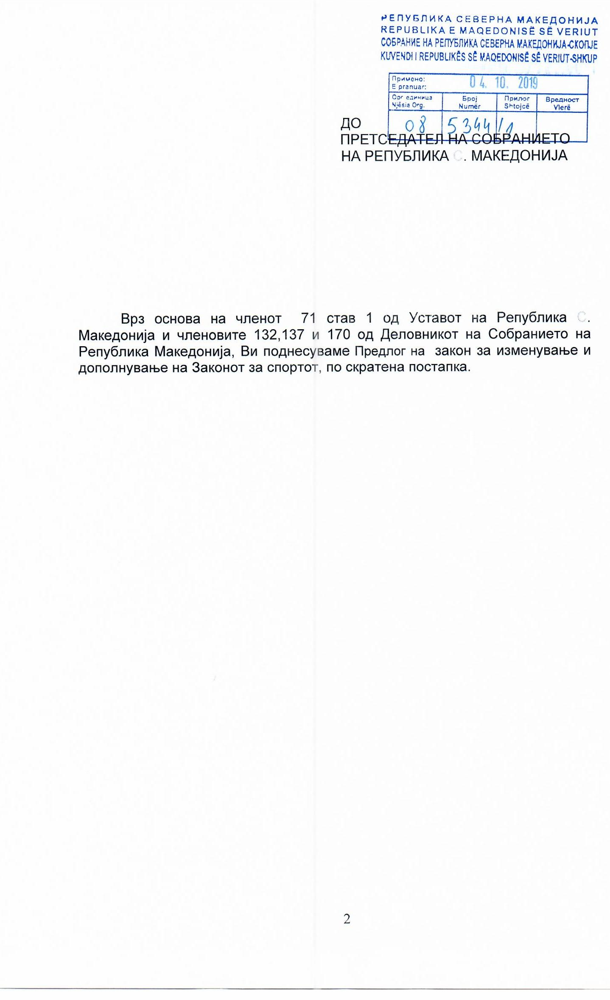 РЕПУБЛИКА СЕВЕРНА МАКЕДОНИЈА
REPUBLIKA E MAQEDONISË SË VERIUT
СОБРАНИЕ НА РЕПУБЛИКА СЕВЕРНА МАКЕДОНИЈА-СКОПЈЕ
KUVENDI I REPUBLIKËS SË MAQEDONISË SË VERIUT-SHKUP
Примено: 04. 10. 2019
E pranuar:
Орг единица Број Прилог Вредност
Njësia Org. Numër Shtojcë Vlerë
08 5344/1
ДО
ПРЕТСЕДАТЕЛ НА СОБРАНИЕТО
НА РЕПУБЛИКА С. МАКЕДОНИЈА
Врз основа на членот 71 став 1 од Уставот на Република С.
Македонија и членовите 132,137 и 170 од Деловникот на Собранието на
Република Македонија, Ви поднесуваме Предлог на закон за изменување и
дополнување на Законот за спортот, по скратена постапка.
2